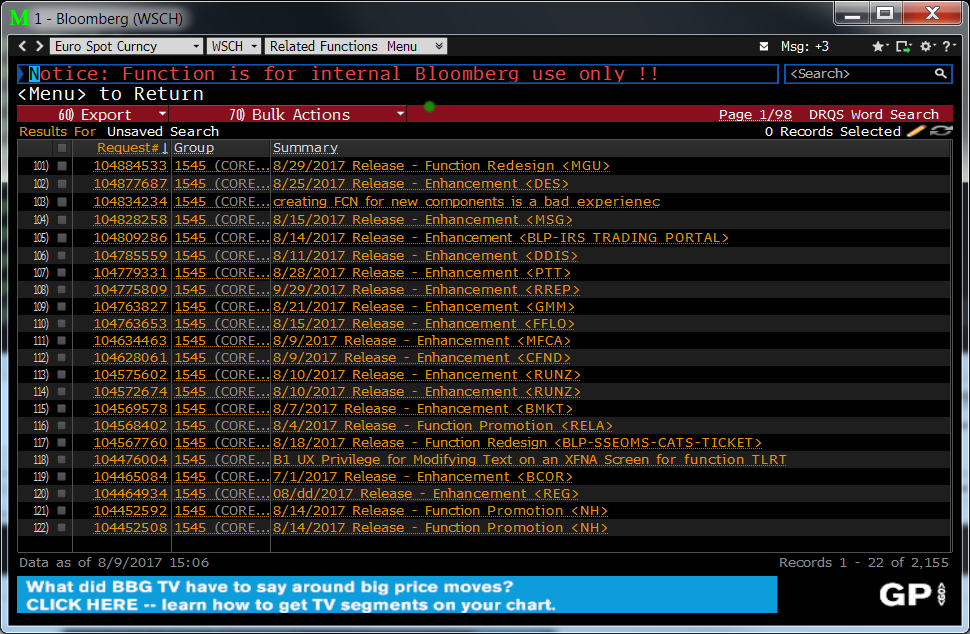 M 1 - Bloomberg (WSCH)
< > Euro Spot Curncy WSCH Related Functions Menu Msg: +3 ?
Notice: Function is for internal Bloomberg use only !! <Search>
<Menu> to Return
60) Export 70) Bulk Actions Page 1/98 DRQS Word Search
Results For Unsaved Search 0 Records Selected
Request#↓ Group Summary
101) 104884533 1545 (CORE... 8/29/2017 Release - Function Redesign <MGU>
102) 104877687 1545 (CORE... 8/25/2017 Release - Enhancement <DES>
103) 104834234 1545 (CORE... creating FCN for new components is a bad experienec
104) 104828258 1545 (CORE... 8/15/2017 Release - Enhancement <MSG>
105) 104809286 1545 (CORE... 8/14/2017 Release - Enhancement <BLP-IRS TRADING PORTAL>
106) 104785559 1545 (CORE... 8/11/2017 Release - Enhancement <DDIS>
107) 104779331 1545 (CORE... 8/28/2017 Release - Enhancement <PTT>
108) 104775809 1545 (CORE... 9/29/2017 Release - Enhancement <RREP>
109) 104763827 1545 (CORE... 8/21/2017 Release - Enhancement <GMM>
110) 104763653 1545 (CORE... 8/15/2017 Release - Enhancement <FFLO>
111) 104634463 1545 (CORE... 8/9/2017 Release - Enhancement <MFCA>
112) 104628061 1545 (CORE... 8/9/2017 Release - Enhancement <CFND>
113) 104575602 1545 (CORE... 8/10/2017 Release - Enhancement <RUNZ>
114) 104572674 1545 (CORE... 8/10/2017 Release - Enhancement <RUNZ>
115) 104569578 1545 (CORE... 8/7/2017 Release - Enhancement <BMKT>
116) 104568402 1545 (CORE... 8/4/2017 Release - Function Promotion <RELA>
117) 104567760 1545 (CORE... 8/18/2017 Release - Function Redesign <BLP-SSEOMS-CATS-TICKET>
118) 104476004 1545 (CORE... B1 UX Privilege for Modifying Text on an XFNA Screen for function TLRT
119) 104465084 1545 (CORE... 7/1/2017 Release - Enhancement <BCOR>
120) 104464934 1545 (CORE... 08/dd/2017 Release - Enhancement <REG>
121) 104452592 1545 (CORE... 8/14/2017 Release - Function Promotion <NH>
122) 104452508 1545 (CORE... 8/14/2017 Release - Function Promotion <NH>
Data as of 8/9/2017 15:06 Records 1 - 22 of 2,155
What did BBG TV have to say around big price moves?
CLICK HERE -- learn how to get TV segments on your chart. GP <GO>